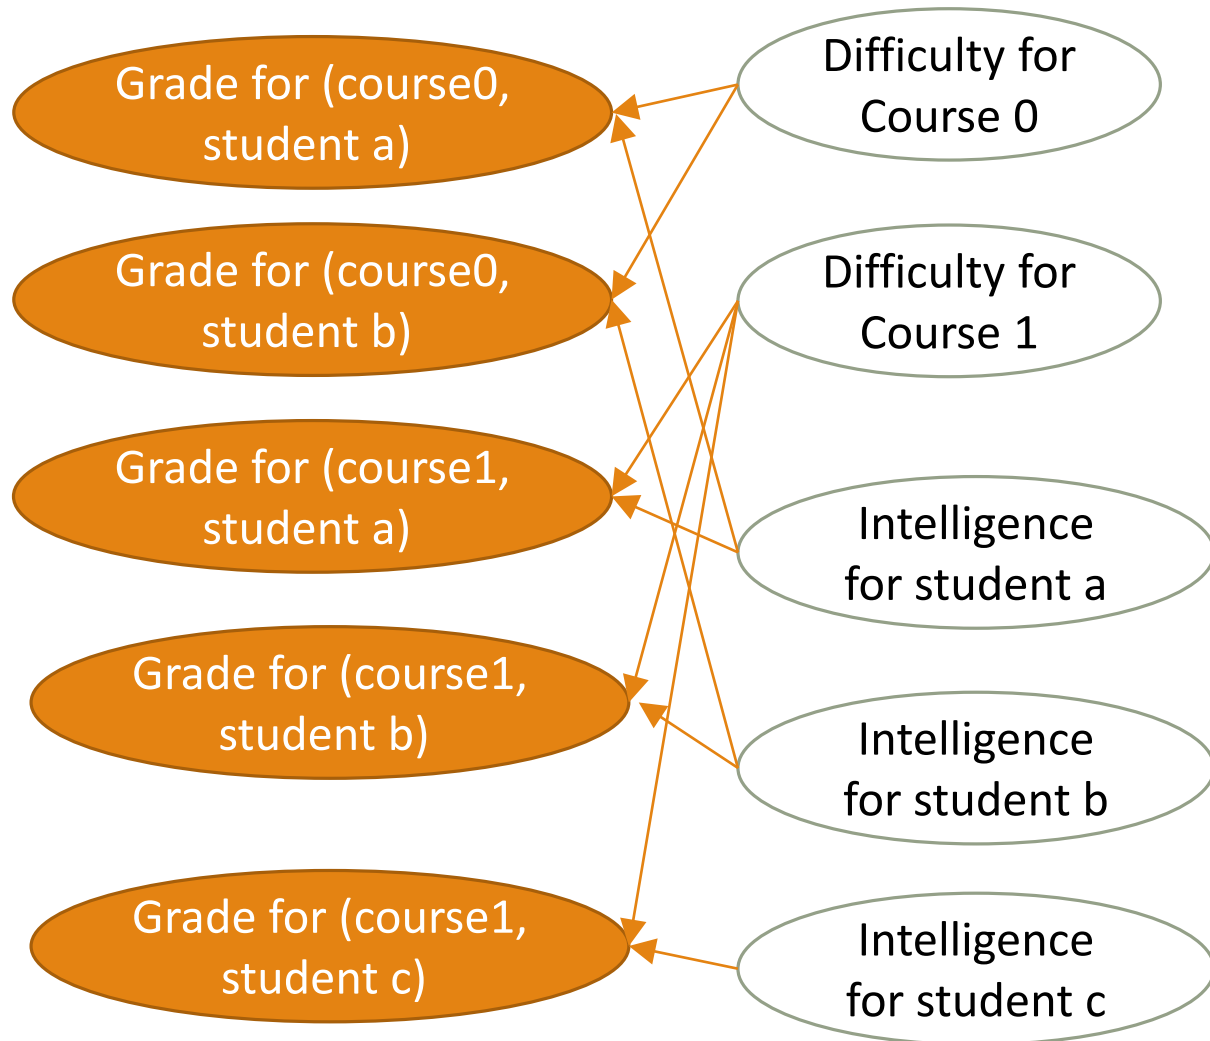 Grade for (course0,
student a)
Difficulty for
Course 0
Grade for (course0,
student b)
Difficulty for
Course 1
Grade for (course1,
student a)
Intelligence
for student a
Grade for (course1,
student b)
Intelligence
for student b
Grade for (course1,
student c)
Intelligence
for student c